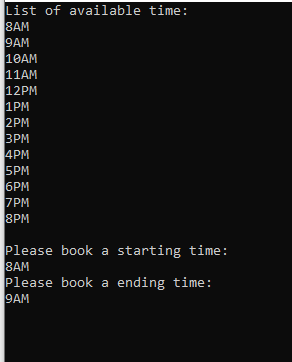 List of available time:
8AM
9AM
10AM
11AM
12PM
1PM
2PM
3PM
4PM
5PM
6PM
7PM
8PM
Please book a starting time:
8AM
Please book a ending time:
9AM